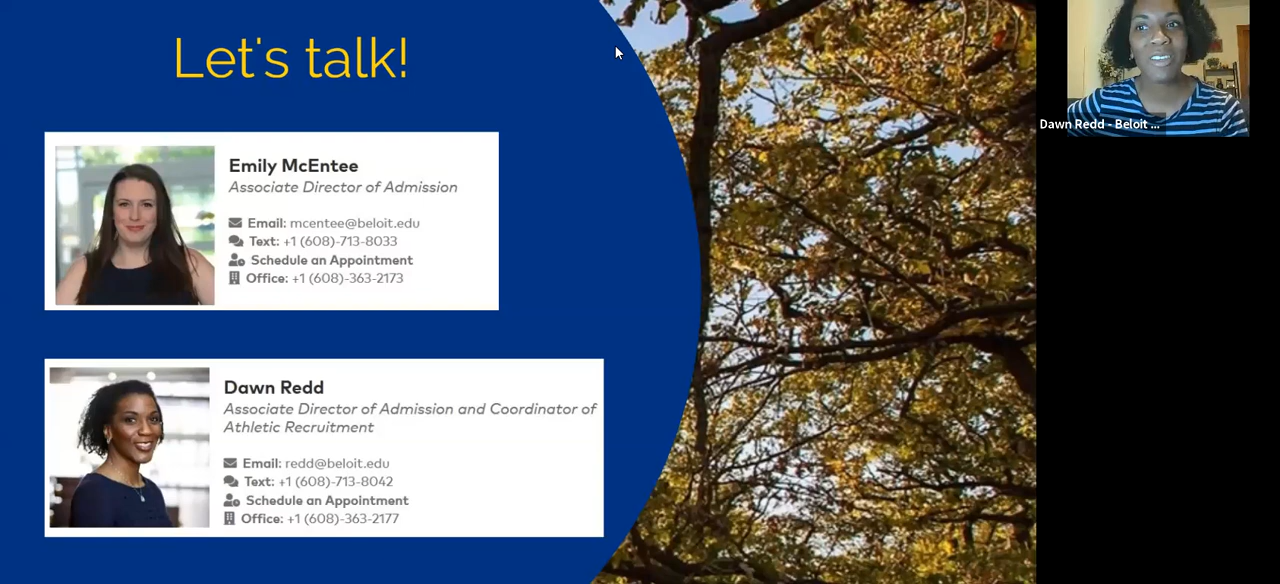 Let's talk!
Emily McEntee
Associate Director of Admission
Email: mcentee@beloit.edu
Text: +1 (608)-713-8033
Schedule an Appointment
Office: +1 (608)-363-2173
Dawn Redd
Associate Director of Admission and Coordinator of
Athletic Recruitment
Email: redd@beloit.edu
Text: +1 (608)-713-8042
Schedule an Appointment
Office: +1 (608)-363-2177
Dawn Redd - Beloit ...